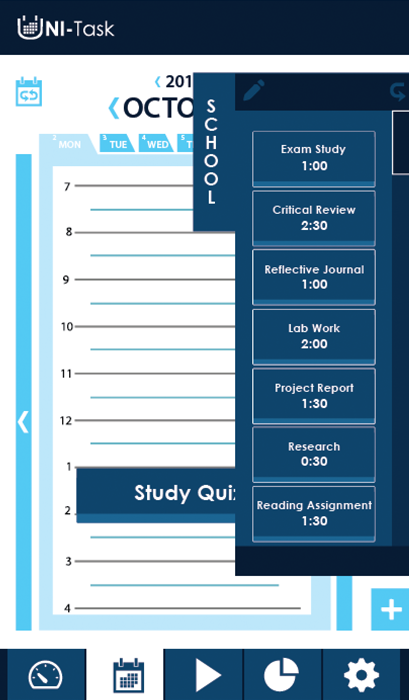 UNI-Task
201
OCTO
2 MON
3 TUE
4 WED
5 T
SCHOOL
7
8
9
10
11
12
1
2
3
4
Study Qui
Exam Study
1:00
Critical Review
2:30
Reflective Journal
1:00
Lab Work
2:00
Project Report
1:30
Research
0:30
Reading Assignment
1:30